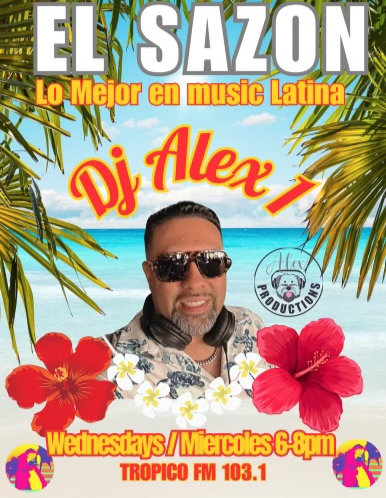 EL SAZON
Lo Mejor en music Latina
Dj Alex 1
Alex
PRODUCTIONS
Wednesdays / Miercoles 6-8pm
TROPICO FM 103.1